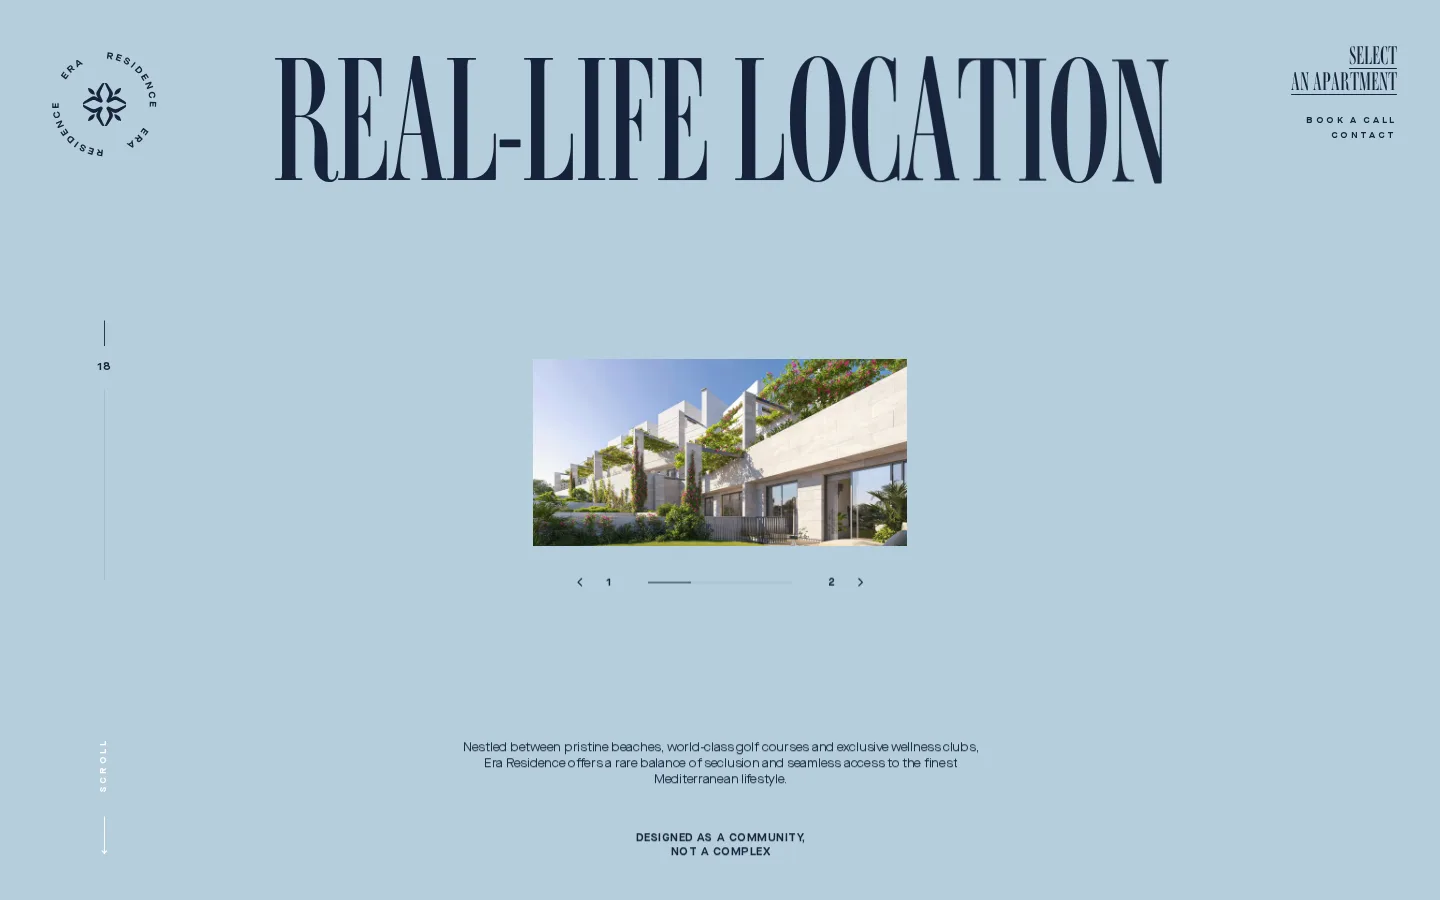 ERA RESIDENCE ERA RESIDENCE
REAL-LIFE LOCATION
SELECT
AN APARTMENT
BOOK A CALL
CONTACT
18
1 2
SCROLL
Nestled between pristine beaches, world-class golf courses and exclusive wellness clubs,
Era Residence offers a rare balance of seclusion and seamless access to the finest
Mediterranean lifestyle.
DESIGNED AS A COMMUNITY,
NOT A COMPLEX